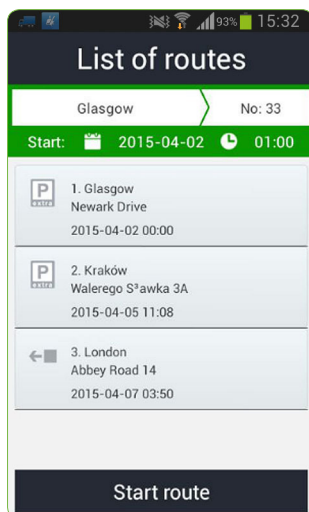 93% 15:32
List of routes
Glasgow No: 33
Start: 2015-04-02 01:00
P extra
1. Glasgow
Newark Drive
2015-04-02 00:00
P extra
2. Kraków
Walerego S³awka 3A
2015-04-05 11:08
3. London
Abbey Road 14
2015-04-07 03:50
Start route